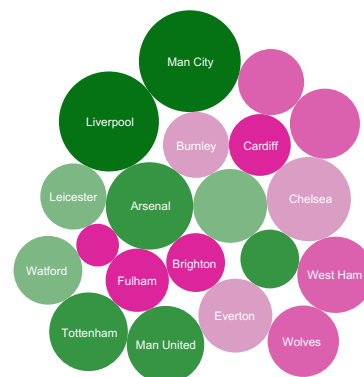 Man City
Liverpool
Burnley
Cardiff
Leicester
Arsenal
Chelsea
Watford
Fulham
Brighton
West Ham
Tottenham
Man United
Everton
Wolves